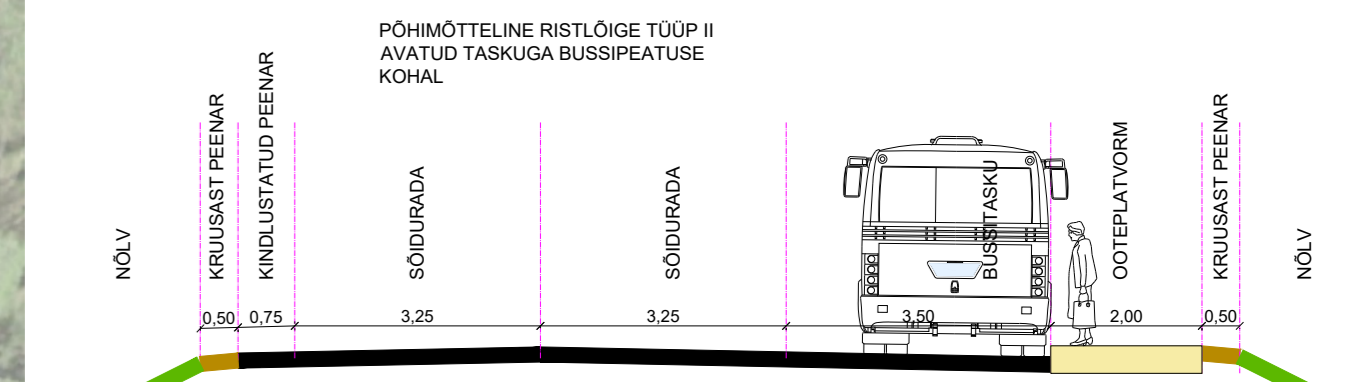 PÕHIMÕTTELINE RISTLÕIGE TÜÜP II
AVATUD TASKUGA BUSSIPEATUSE
KOHAL
NÕLV
KRUUSAST PEENAR
KINDLUSTATUD PEENAR
SÕIDURADA
SÕIDURADA
BUSSITASKU
OOTEPLATVORM
KRUUSAST PEENAR
NÕLV
0,50 0,75 3,25 3,25 3,50 2,00 0,50